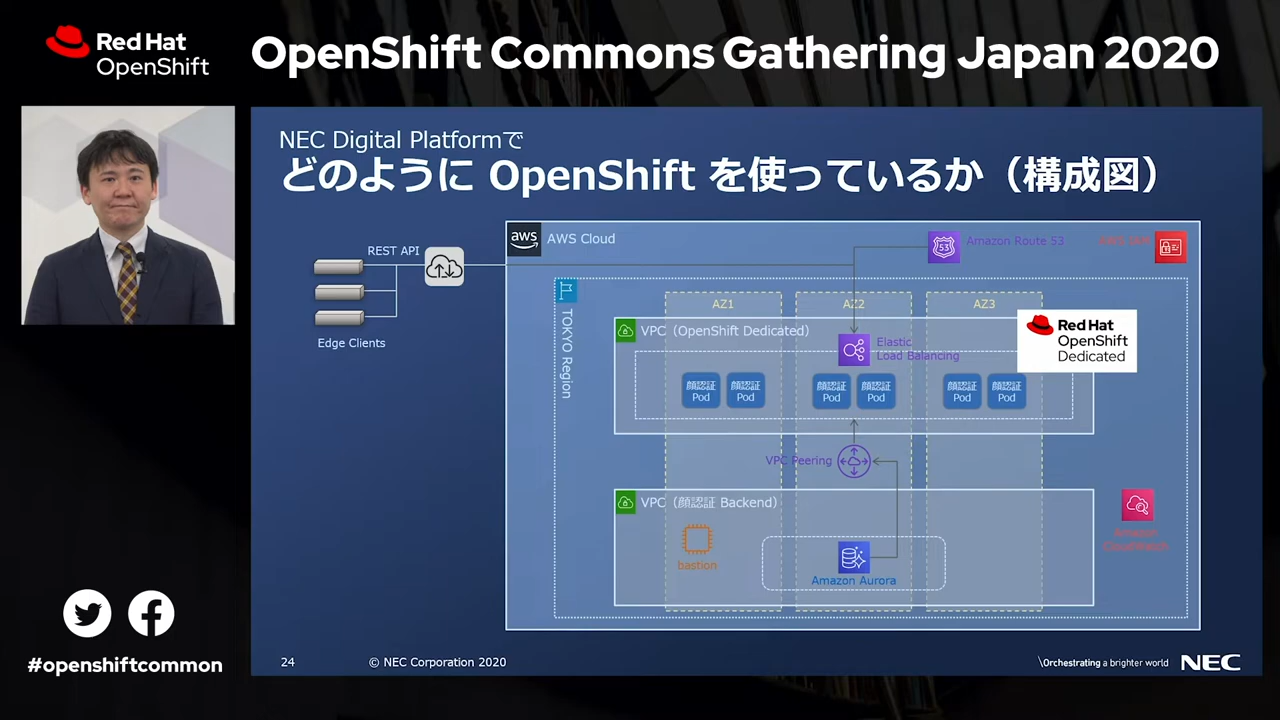 Red Hat
OpenShift
OpenShift Commons Gathering Japan 2020
NEC Digital Platformで
どのように OpenShift を使っているか（構成図）
aws
AWS Cloud
53
Amazon Route 53
REST API
Edge Clients
TOKYO Region
AZ1
AZ2
AZ3
VPC（OpenShift Dedicated）
Elastic
Load Balancing
Red Hat
OpenShift
Dedicated
顔認証
Pod
顔認証
Pod
顔認証
Pod
顔認証
Pod
顔認証
Pod
顔認証
Pod
VPC Peering
VPC（顔認証 Backend）
bastion
Amazon Aurora
Amazon
CloudWatch
#openshiftcommon
24
© NEC Corporation 2020
\Orchestrating a brighter world
NEC